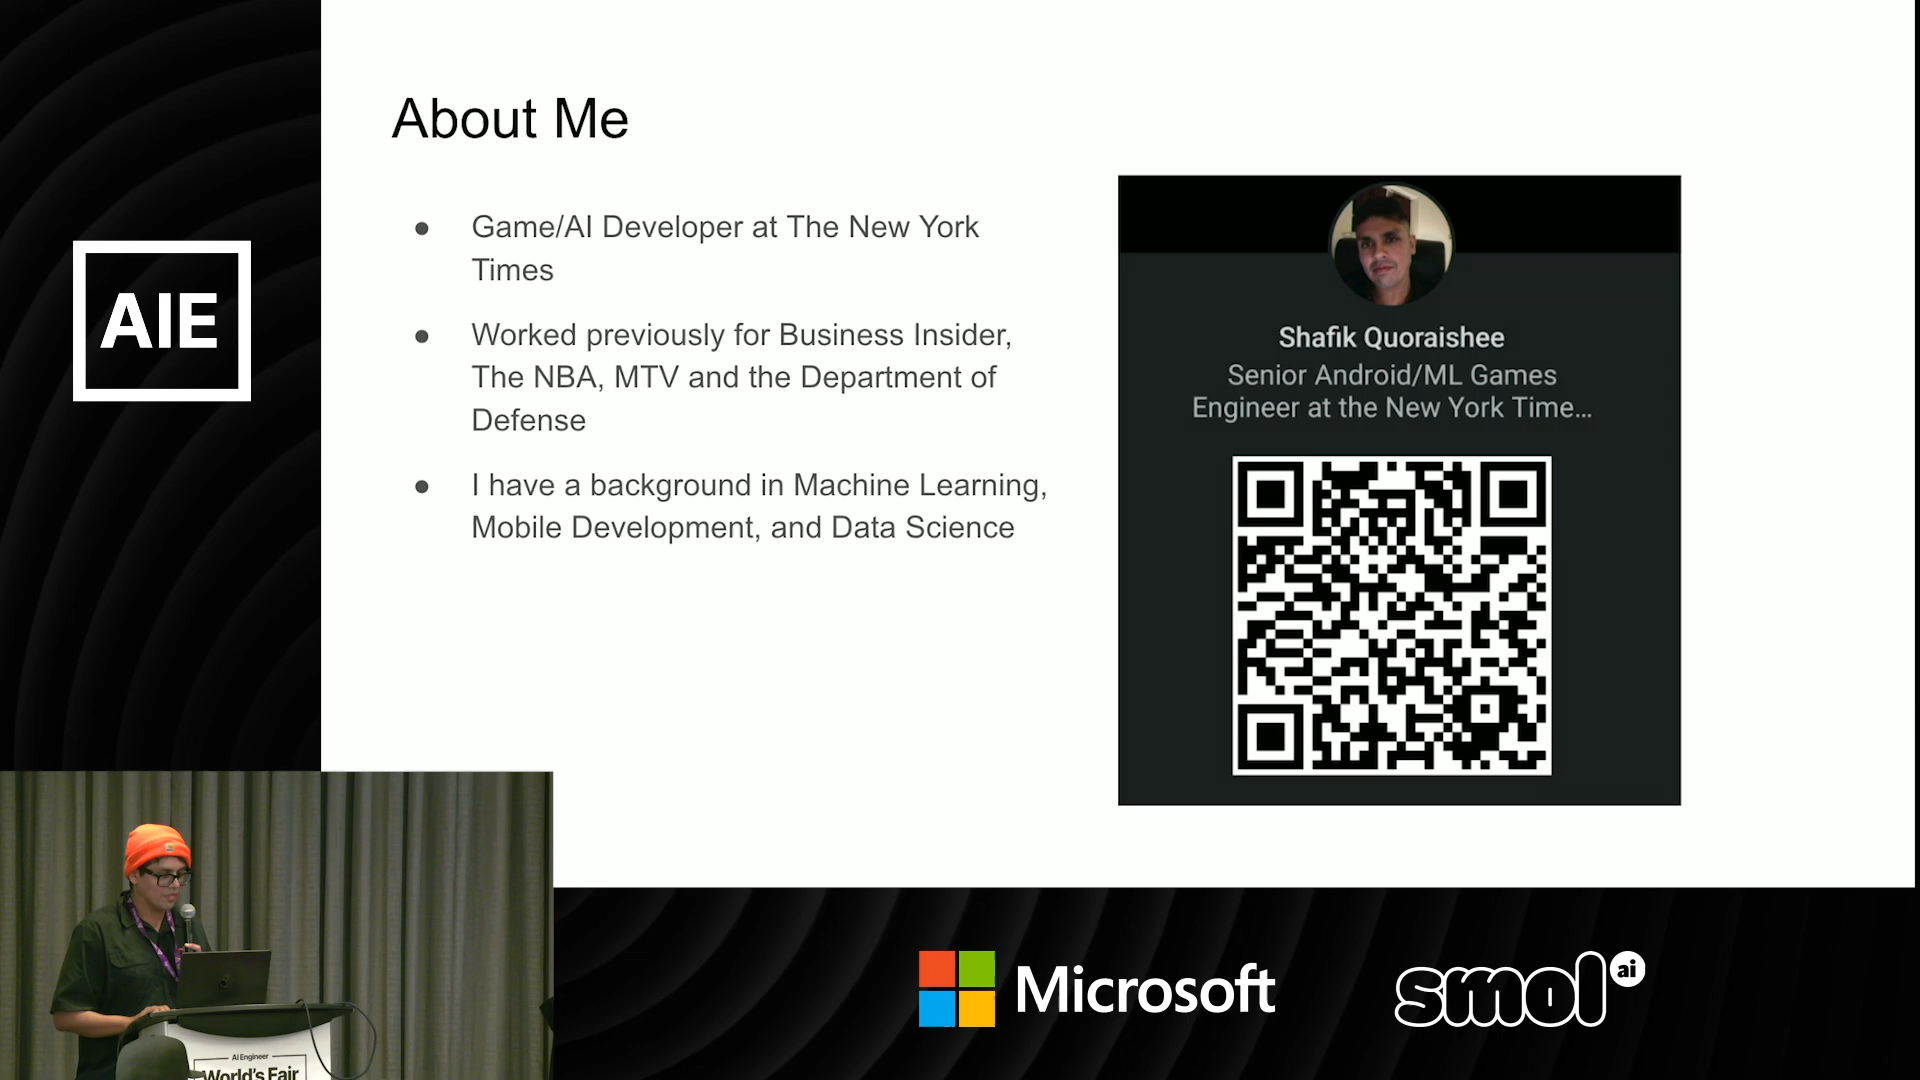 About Me
● Game/AI Developer at The New York
Times
● Worked previously for Business Insider,
The NBA, MTV and the Department of
Defense
● I have a background in Machine Learning,
Mobile Development, and Data Science
Shafik Quoraishee
Senior Android/ML Games
Engineer at the New York Time...
AIE
AI Engineer
World's Fair
Microsoft
smol ai